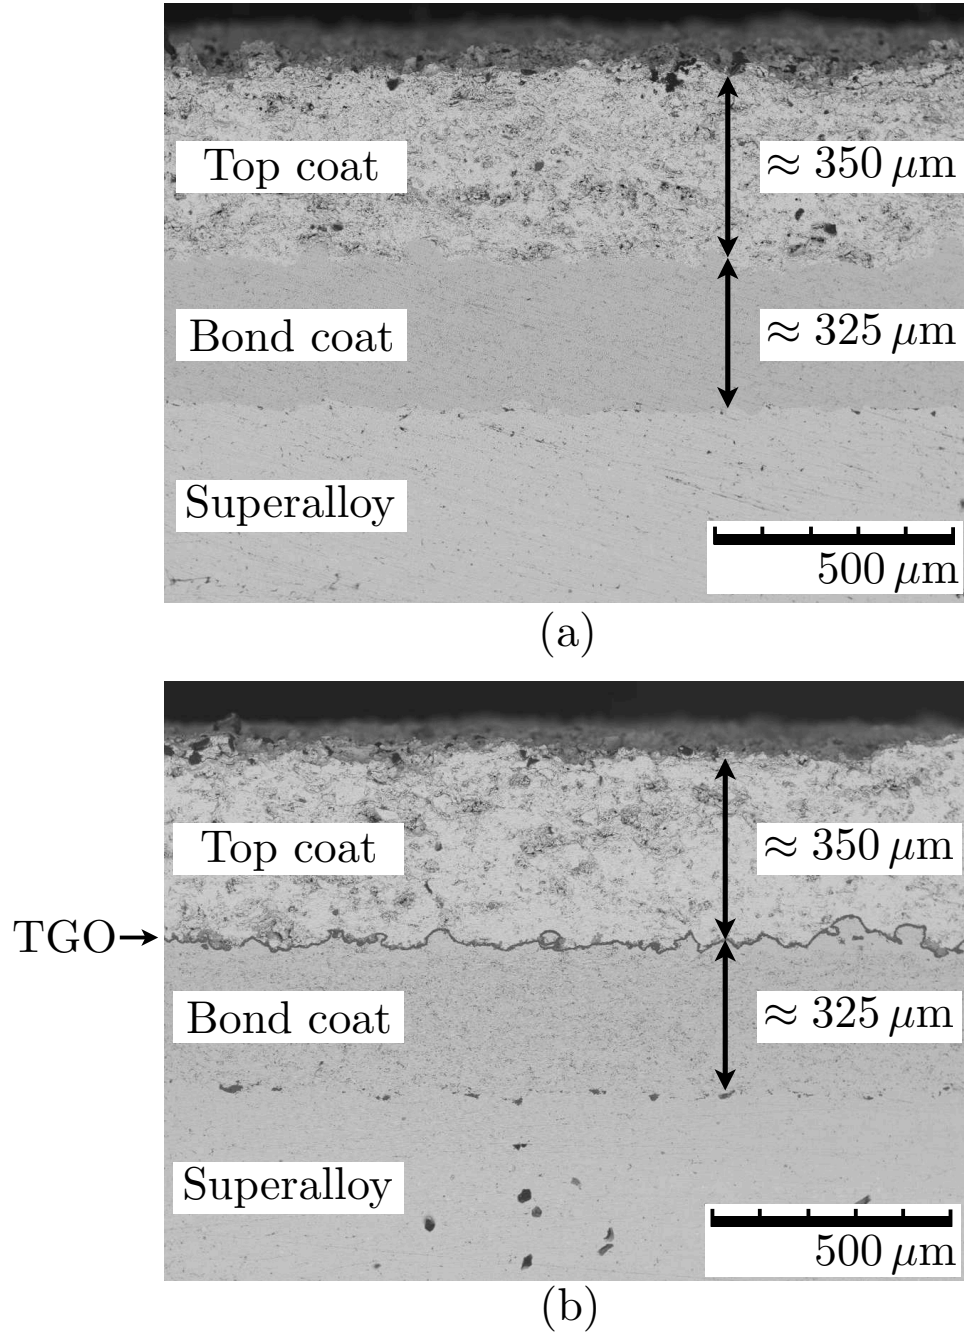 Top coat
≈ 350 μm
Bond coat
≈ 325 μm
Superalloy
500 μm
(a)
Top coat
≈ 350 μm
TGO
Bond coat
≈ 325 μm
Superalloy
500 μm
(b)